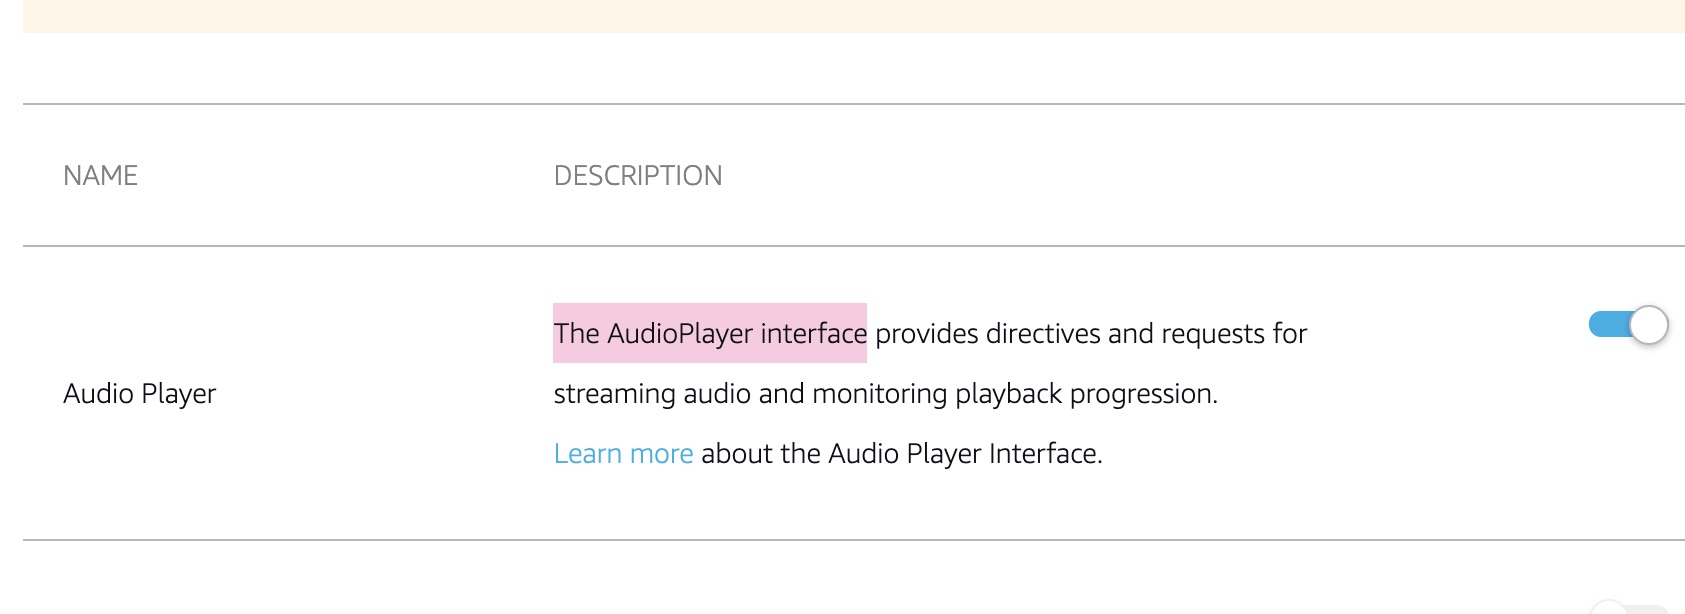 NAME
DESCRIPTION
The AudioPlayer interface provides directives and requests for
Audio Player
streaming audio and monitoring playback progression.
Learn more about the Audio Player Interface.